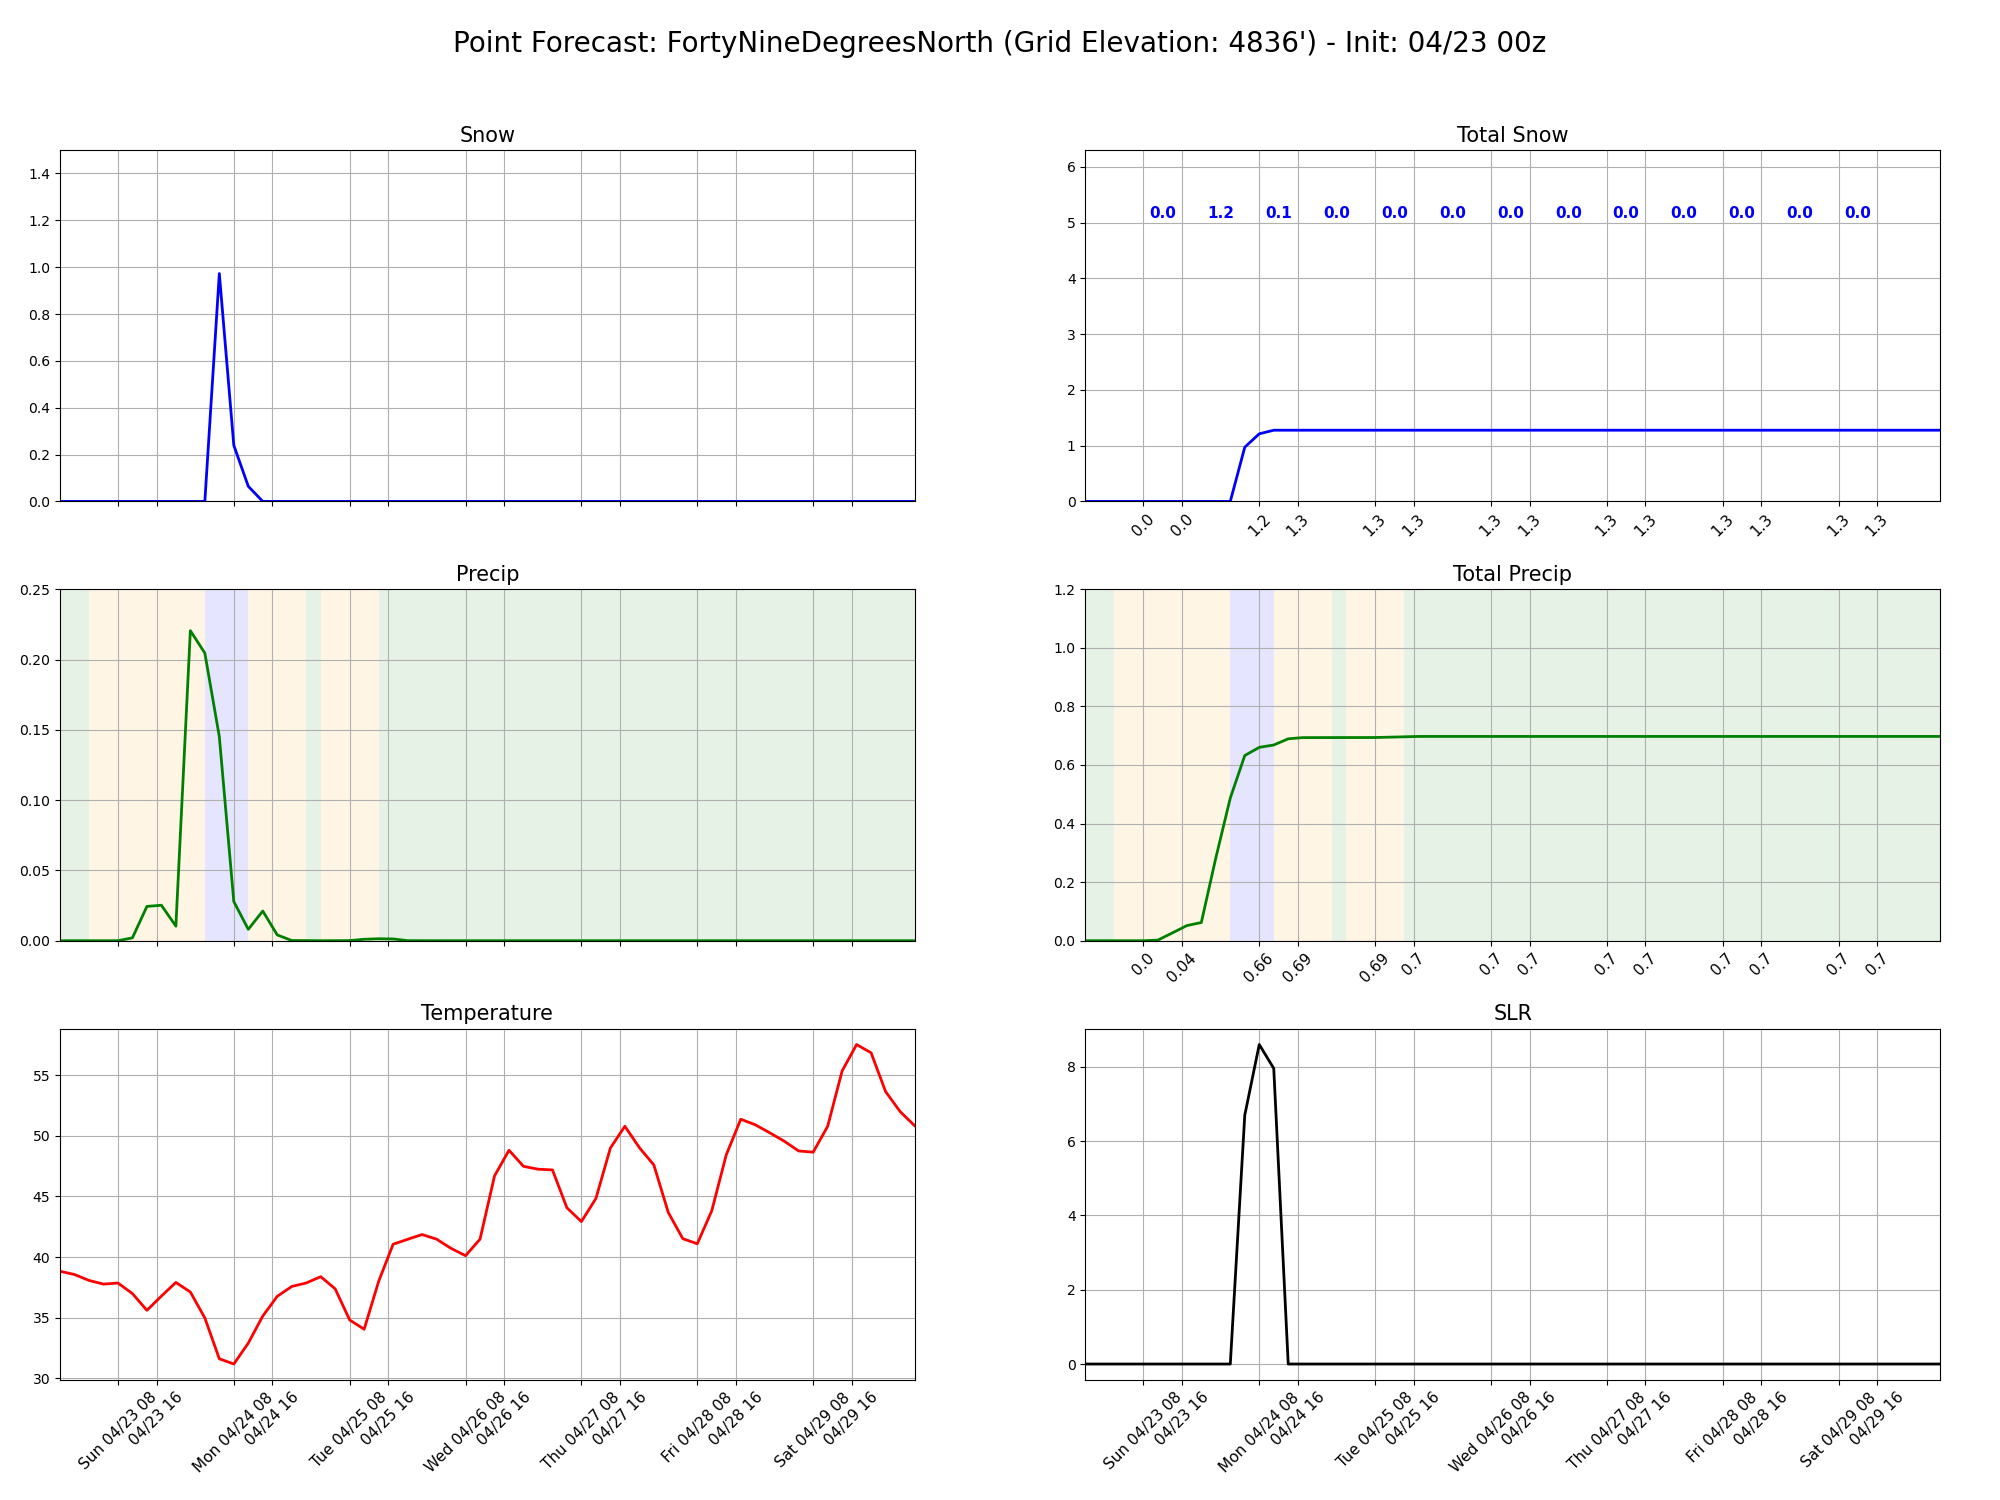 Point Forecast: FortyNineDegreesNorth (Grid Elevation: 4836') - Init: 04/23 00z
Snow
1.4
1.2
1.0
0.8
0.6
0.4
0.2
0.0
Total Snow
6
5
4
3
2
1
0
0.0 1.2 0.1 0.0 0.0 0.0 0.0 0.0 0.0 0.0 0.0 0.0 0.0
0.0 0.0 1.2 1.3 1.3 1.3 1.3 1.3 1.3 1.3 1.3 1.3 1.3 1.3
Precip
0.25
0.20
0.15
0.10
0.05
0.00
Total Precip
1.2
1.0
0.8
0.6
0.4
0.2
0.0
0.0 0.04 0.66 0.69 0.69 0.7 0.7 0.7 0.7 0.7 0.7 0.7 0.7 0.7
Temperature
55
50
45
40
35
30
Sun 04/23 08
04/23 16
Mon 04/24 08
04/24 16
Tue 04/25 08
04/25 16
Wed 04/26 08
04/26 16
Thu 04/27 08
04/27 16
Fri 04/28 08
04/28 16
Sat 04/29 08
04/29 16
SLR
8
6
4
2
0
Sun 04/23 08
04/23 16
Mon 04/24 08
04/24 16
Tue 04/25 08
04/25 16
Wed 04/26 08
04/26 16
Thu 04/27 08
04/27 16
Fri 04/28 08
04/28 16
Sat 04/29 08
04/29 16